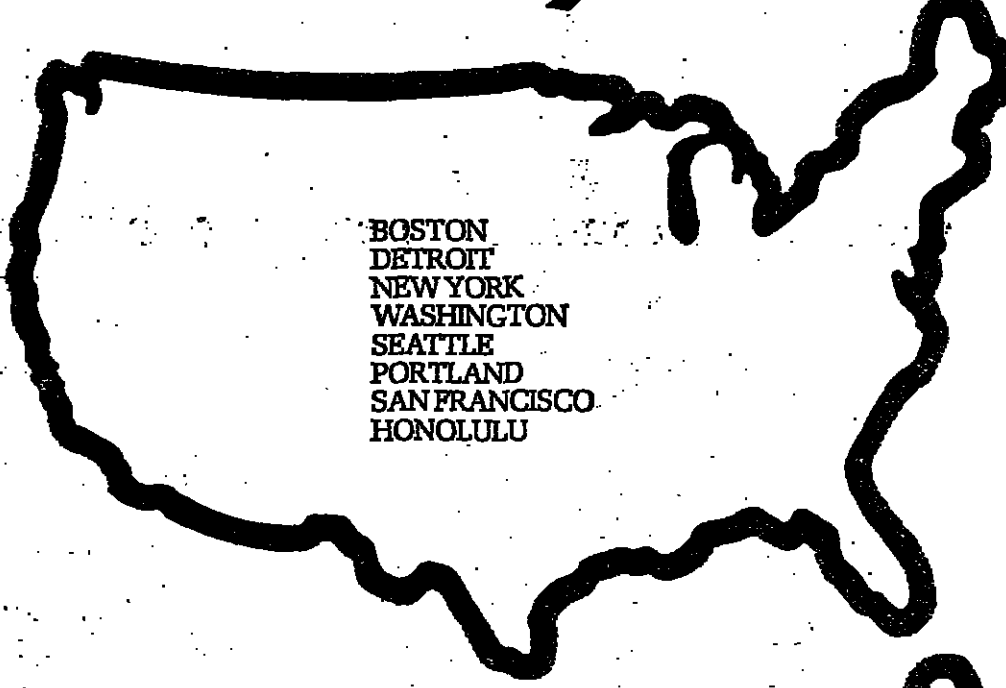 BOSTON
DETROIT
NEW YORK
WASHINGTON
SEATTLE
PORTLAND
SAN FRANCISCO
HONOLULU